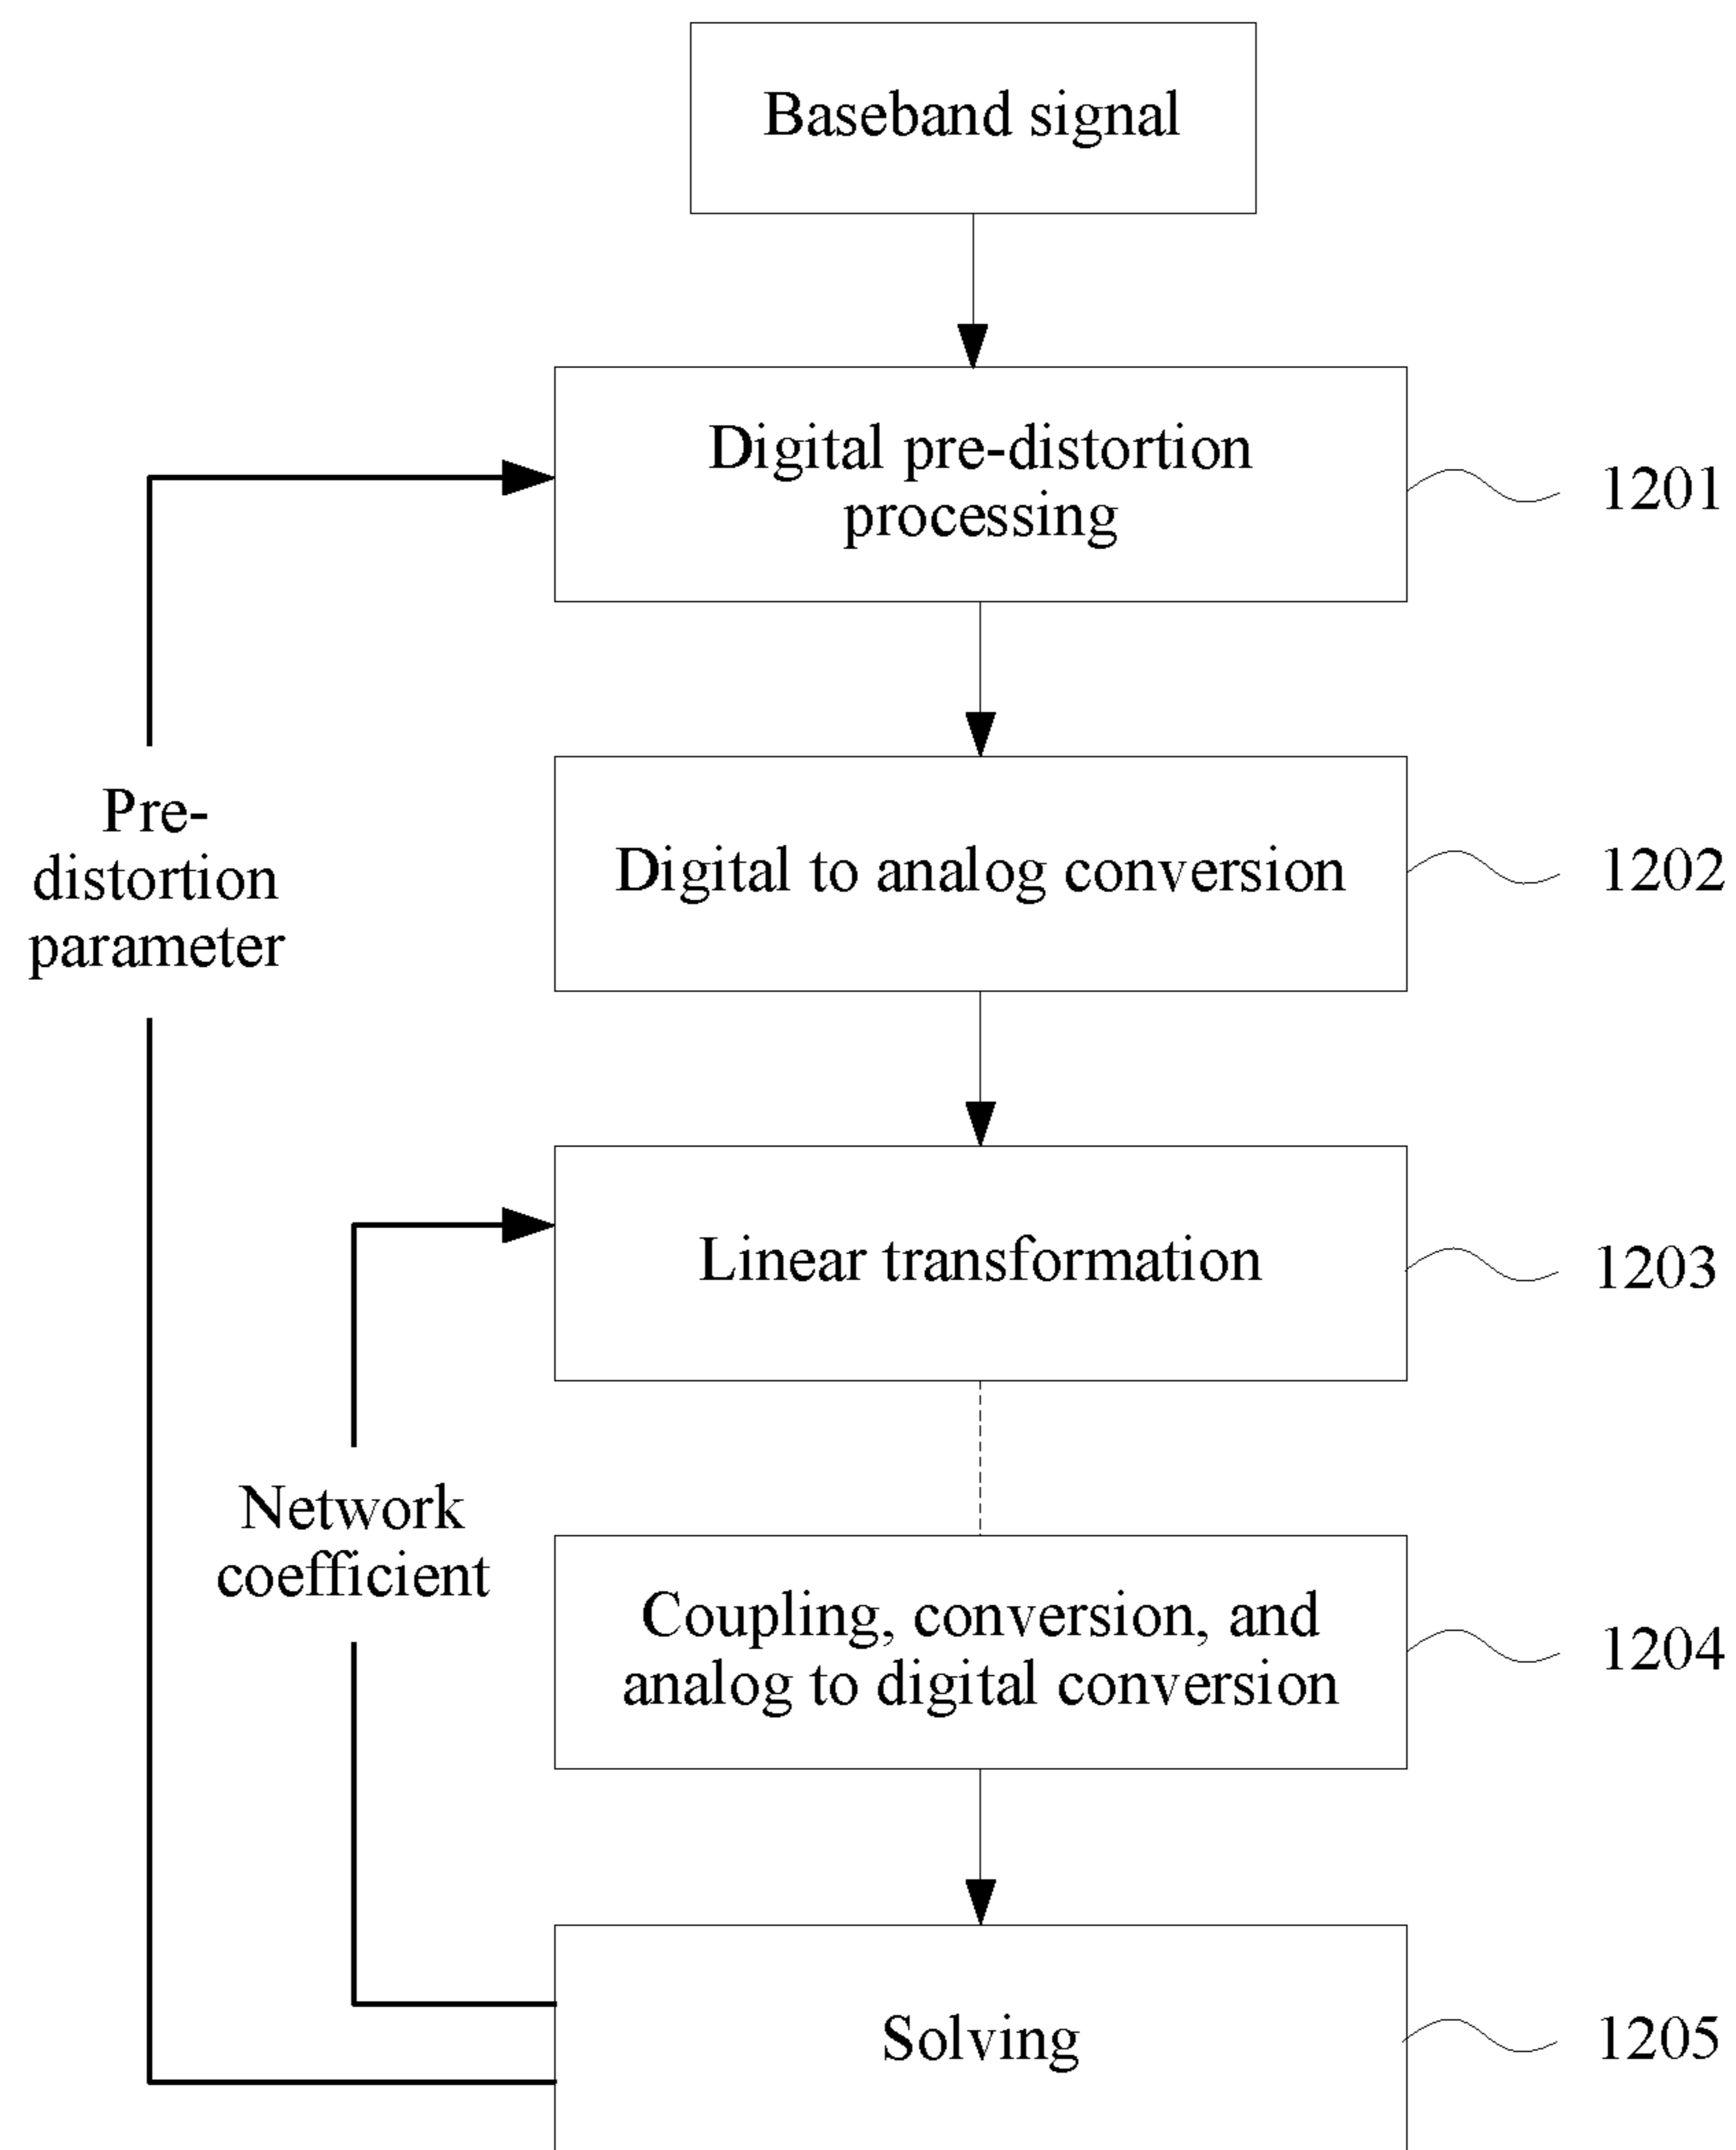 Baseband signal
Digital pre-distortion
processing
1201
Pre-
distortion
parameter
Digital to analog conversion
1202
Linear transformation
1203
Network
coefficient
Coupling, conversion, and
analog to digital conversion
1204
Solving
1205